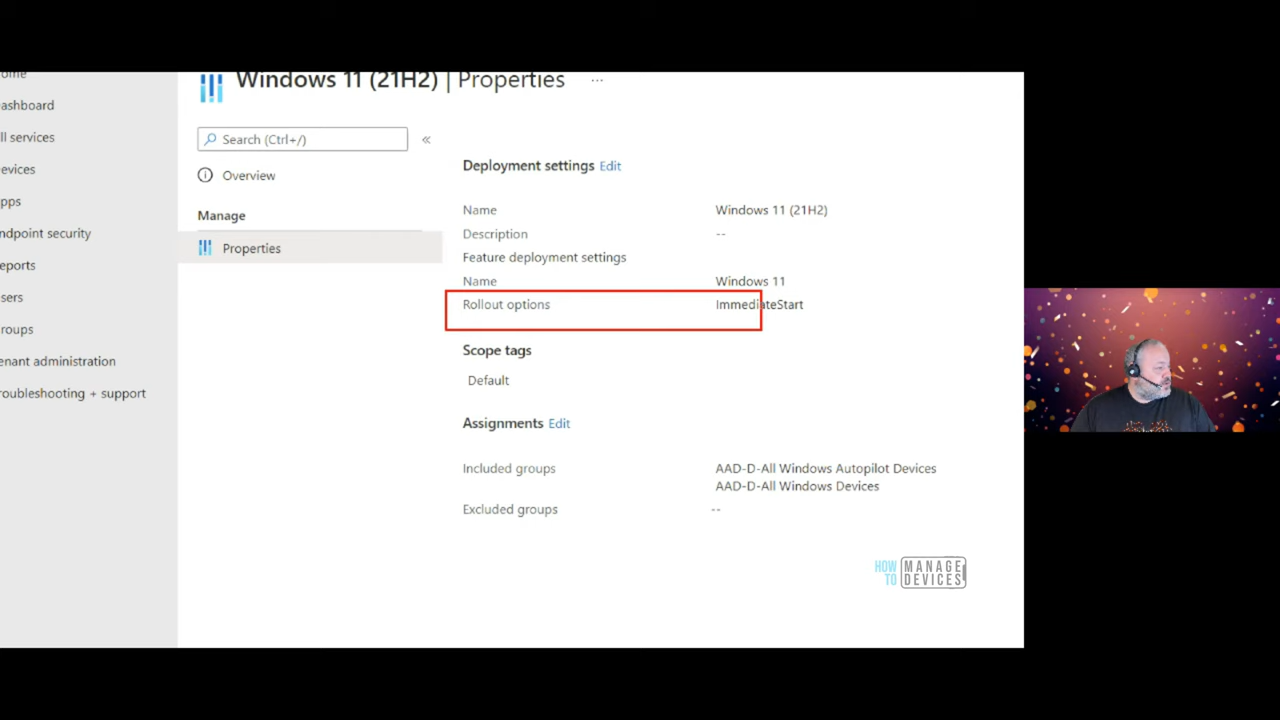 ome
Windows 11 (21H2) | Properties ...
ashboard
ll services
evices
pps
ndpoint security
eports
sers
roups
enant administration
roubleshooting + support
Search (Ctrl+/) «
Overview
Manage
Properties
Deployment settings Edit
Name Windows 11 (21H2)
Description --
Feature deployment settings
Name Windows 11
Rollout options ImmediateStart
Scope tags
Default
Assignments Edit
Included groups AAD-D-All Windows Autopilot Devices
AAD-D-All Windows Devices
Excluded groups --
HOW TO MANAGE DEVICES